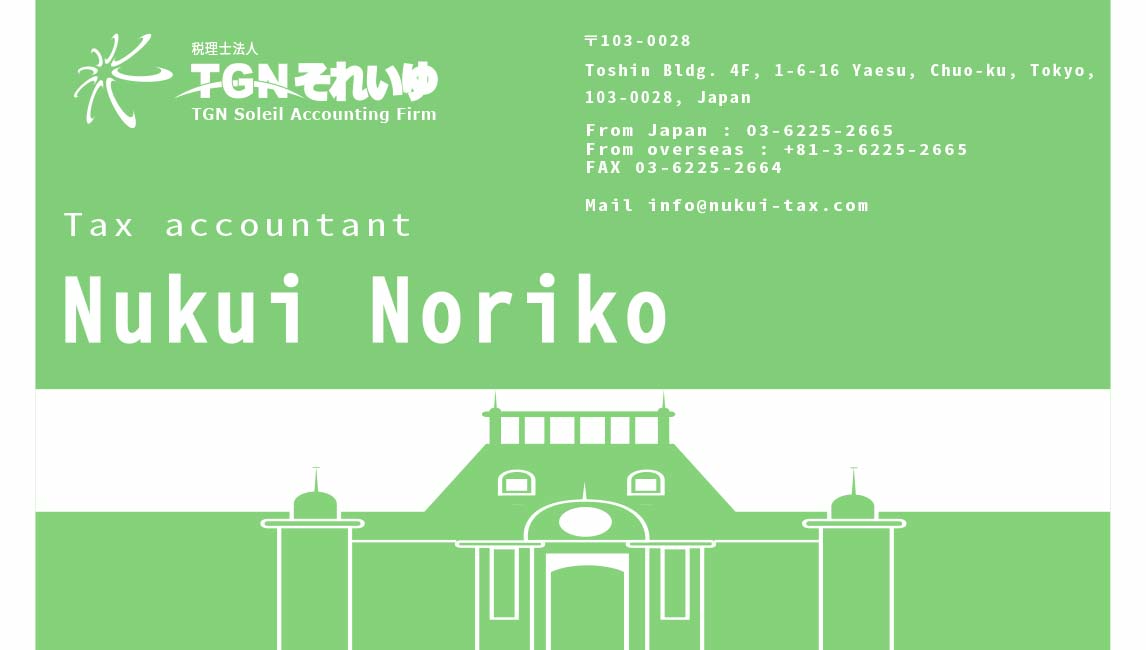 税理士法人
TGNそれいゆ
TGN Soleil Accounting Firm
〒103-0028
Toshin Bldg. 4F, 1-6-16 Yaesu, Chuo-ku, Tokyo,
103-0028, Japan
From Japan : 03-6225-2665
From overseas : +81-3-6225-2665
FAX 03-6225-2664
Mail info@nukui-tax.com
Tax accountant
Nukui Noriko